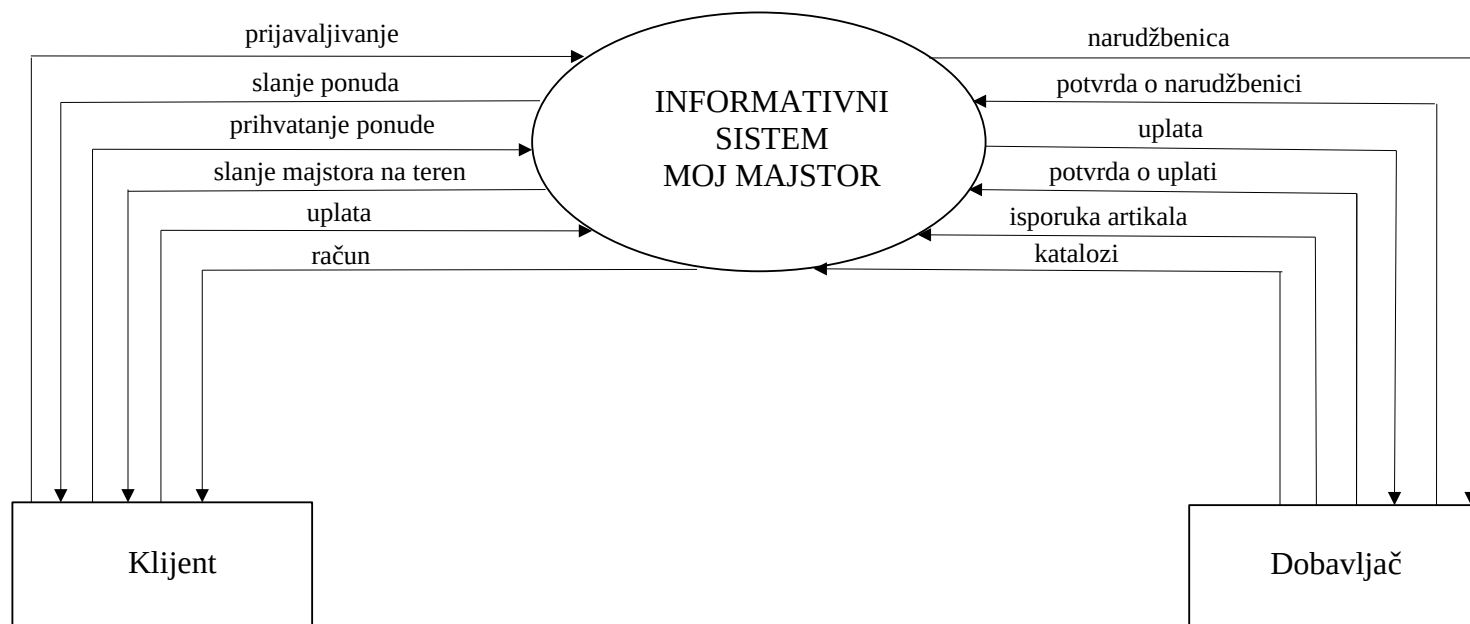 prijavaljivanje
slanje ponuda
prihvatanje ponude
slanje majstora na teren
uplata
račun
INFORMATIVNI
SISTEM
MOJ MAJSTOR
narudžbenica
potvrda o narudžbenici
uplata
potvrda o uplati
isporuka artikala
katalozi
Klijent
Dobavljač